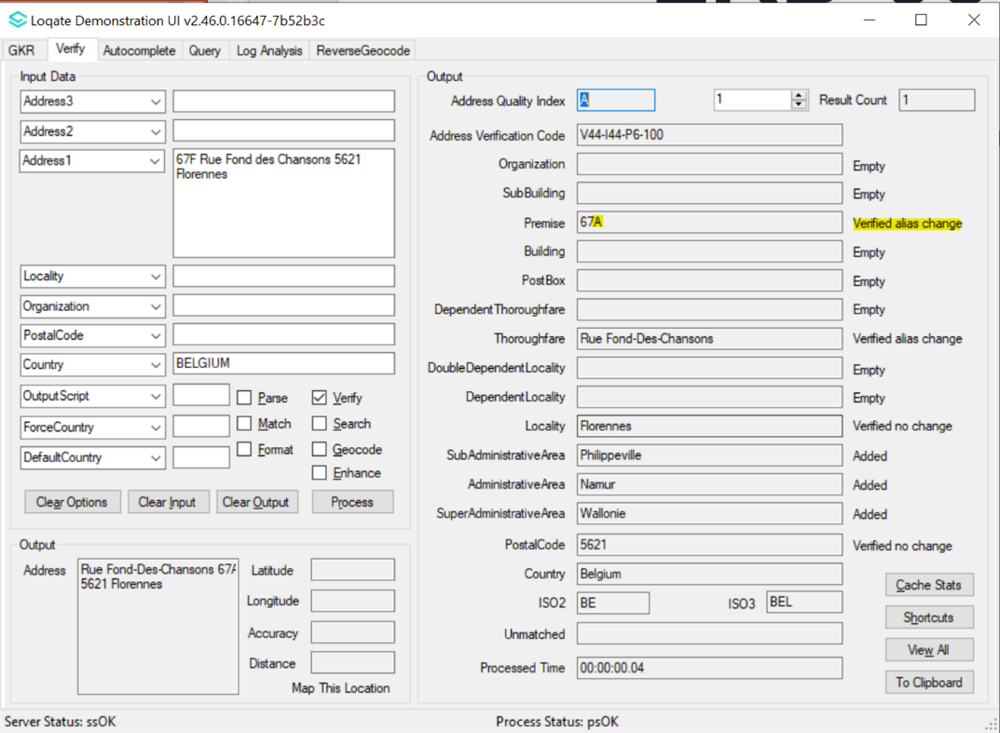 Loqate Demonstration UI v2.46.0.16647-7b52b3c
GKR Verify Autocomplete Query Log Analysis ReverseGeocode
Input Data
Address3
Address2
Address1 67F Rue Fond des Chansons 5621
Florennes
Locality
Organization
PostalCode
Country BELGIUM
OutputScript Parse Verify
ForceCountry Match Search
DefaultCountry Format Geocode
Enhance
Clear Options Clear Input Clear Output Process
Output
Address Rue Fond-Des-Chansons 67A
5621 Florennes
Latitude
Longitude
Accuracy
Distance
Map This Location
Output
Address Quality Index A 1 Result Count 1
Address Verification Code V44-I44-P6-100
Organization Empty
SubBuilding Empty
Premise 67A Verified alias change
Building Empty
PostBox Empty
DependentThoroughfare Empty
Thoroughfare Rue Fond-Des-Chansons Verified alias change
DoubleDependentLocality Empty
DependentLocality Empty
Locality Florennes Verified no change
SubAdministrativeArea Philippeville Added
AdministrativeArea Namur Added
SuperAdministrativeArea Wallonie Added
PostalCode 5621 Verified no change
Country Belgium
ISO2 BE ISO3 BEL
Unmatched
Processed Time 00:00:00.04
Cache Stats
Shortcuts
View All
To Clipboard
Server Status: ssOK Process Status: psOK